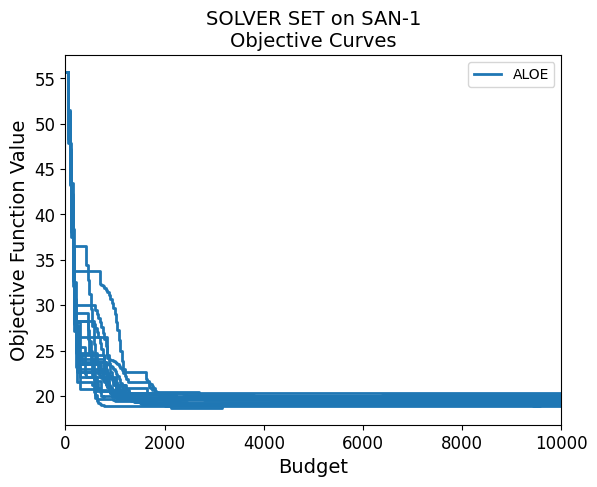 SOLVER SET on SAN-1
Objective Curves
ALOE
Objective Function Value
55
50
45
40
35
30
25
20
0
2000
4000
6000
8000
10000
Budget